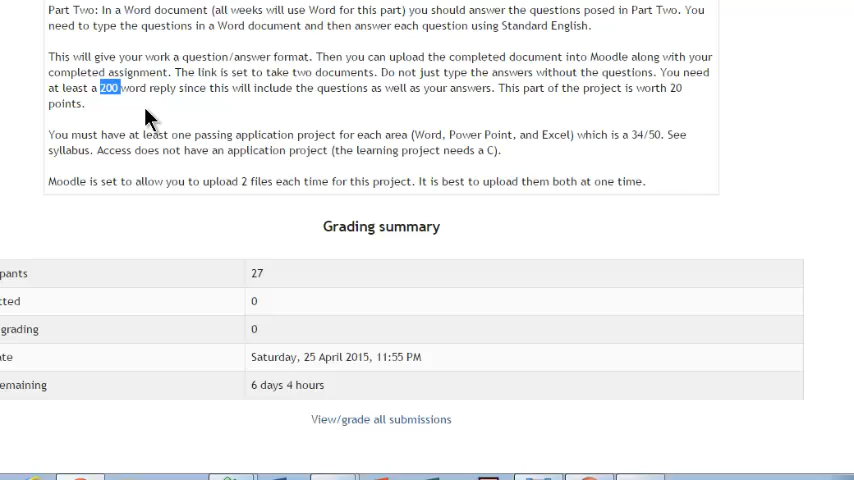 Part Two: In a Word document (all weeks will use Word for this part) you should answer the questions posed in Part Two. You
need to type the questions in a Word document and then answer each question using Standard English.
This will give your work a question/answer format. Then you can upload the completed document into Moodle along with your
completed assignment. The link is set to take two documents. Do not just type the answers without the questions. You need
at least a 200 word reply since this will include the questions as well as your answers. This part of the project is worth 20
points.
You must have at least one passing application project for each area (Word, Power Point, and Excel) which is a 34/50. See
syllabus. Access does not have an application project (the learning project needs a C).
Moodle is set to allow you to upload 2 files each time for this project. It is best to upload them both at one time.
Grading summary
pants 27
tted 0
grading 0
ate Saturday, 25 April 2015, 11:55 PM
emaining 6 days 4 hours
View/grade all submissions